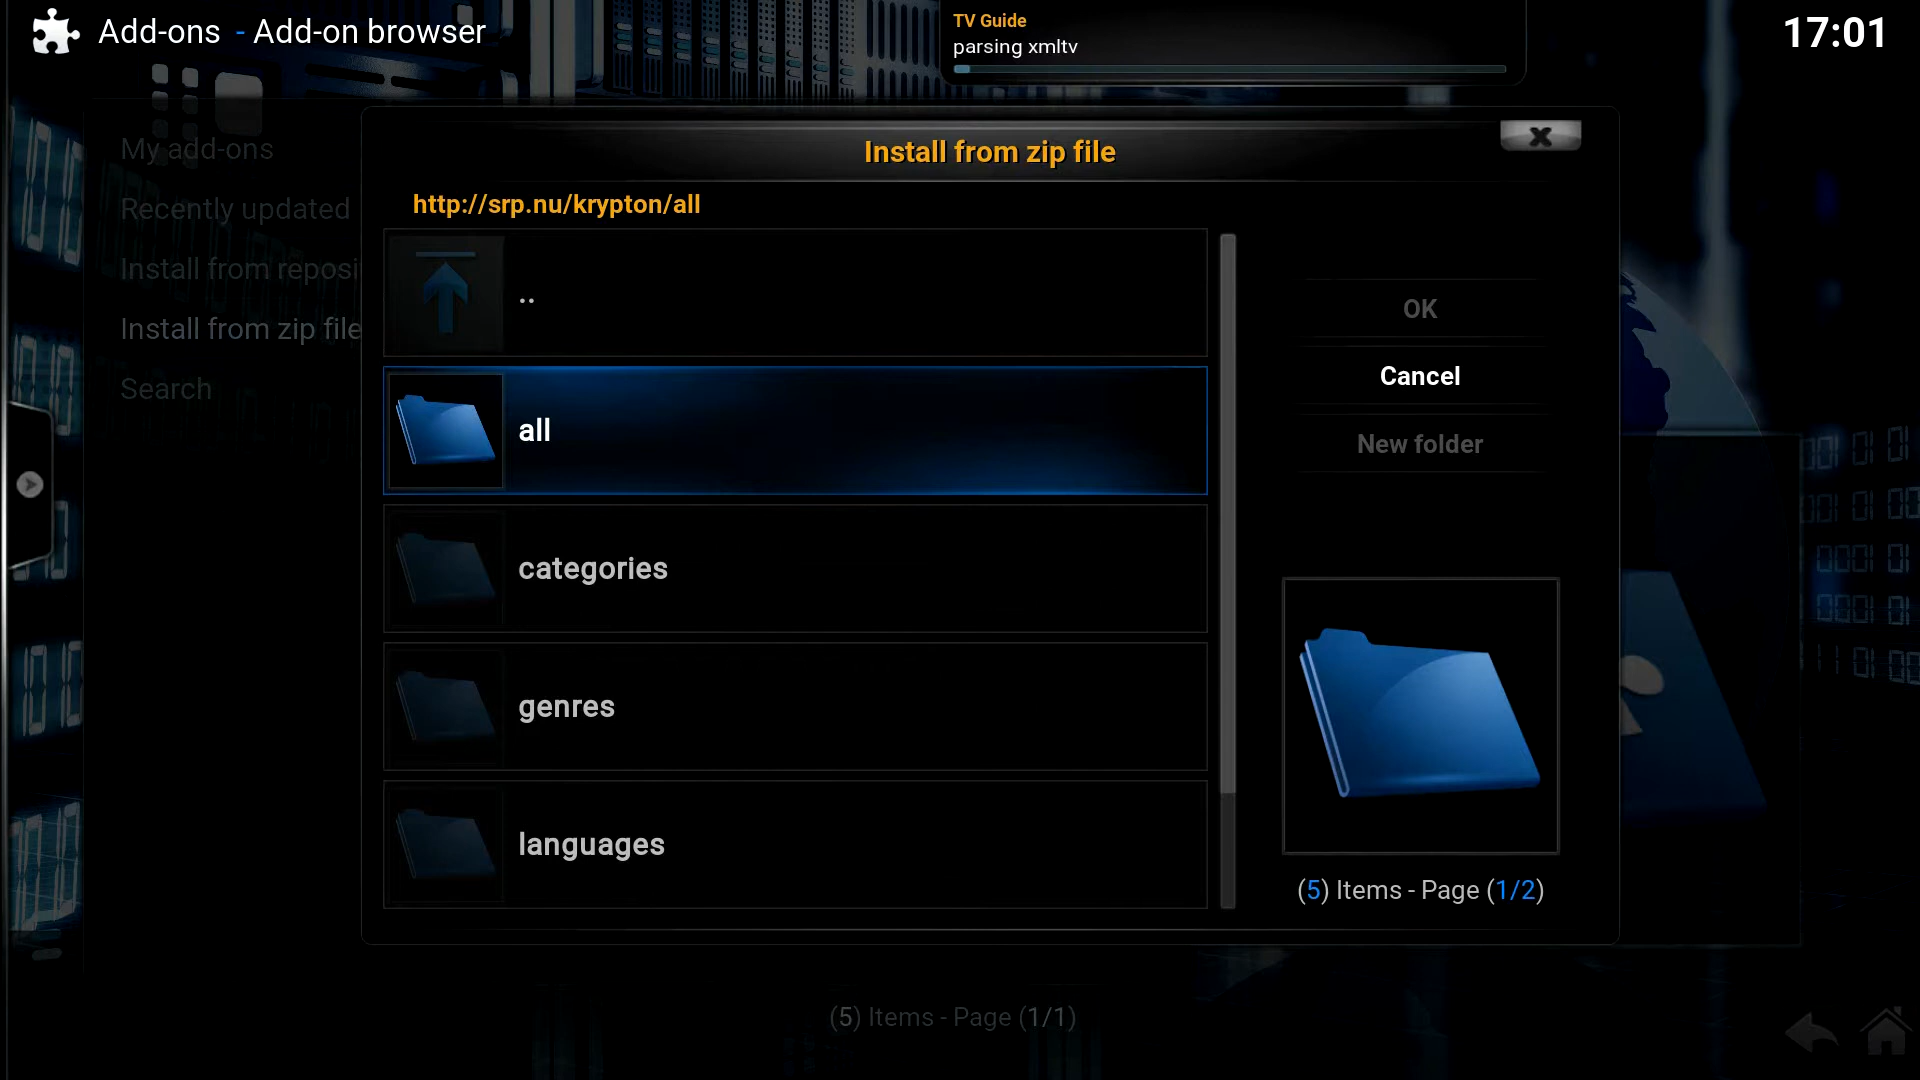 Add-ons - Add-on browser
TV Guide
parsing xmltv
17:01
My add-ons
Recently updated
Install from reposi
Install from zip file
Search
Install from zip file
http://srp.nu/krypton/all
..
all
categories
genres
languages
OK
Cancel
New folder
(5) Items - Page (1/2)
(5) Items - Page (1/1)